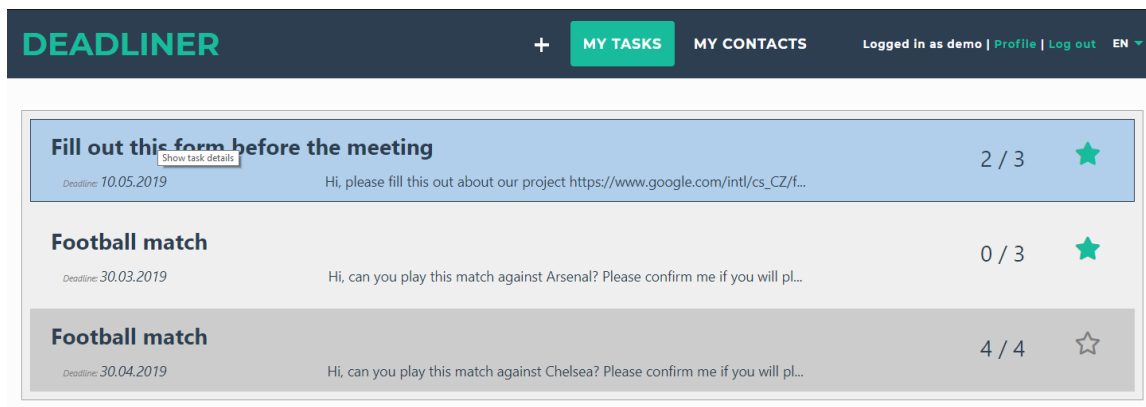 DEADLINER + MY TASKS MY CONTACTS Logged in as demo | Profile | Log out EN
Fill out this form before the meeting
Show task details
2 / 3
Deadline: 10.05.2019 Hi, please fill this out about our project https://www.google.com/intl/cs_CZ/f...
Football match
0 / 3
Deadline: 30.03.2019 Hi, can you play this match against Arsenal? Please confirm me if you will pl...
Football match
4 / 4
Deadline: 30.04.2019 Hi, can you play this match against Chelsea? Please confirm me if you will pl...